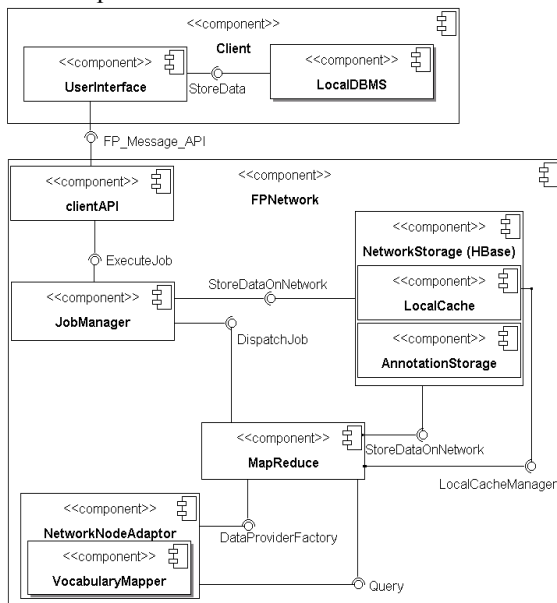 <<component>>
Client
<<component>>
UserInterface
StoreData
<<component>>
LocalDBMS
FP_Message_API
<<component>>
clientAPI
<<component>>
FPNetwork
ExecuteJob
<<component>>
NetworkStorage (HBase)
<<component>>
LocalCache
<<component>>
AnnotationStorage
<<component>>
JobManager
StoreDataOnNetwork
DispatchJob
<<component>>
MapReduce
StoreDataOnNetwork
LocalCacheManager
<<component>>
NetworkNodeAdaptor
<<component>>
VocabularyMapper
DataProviderFactory
Query